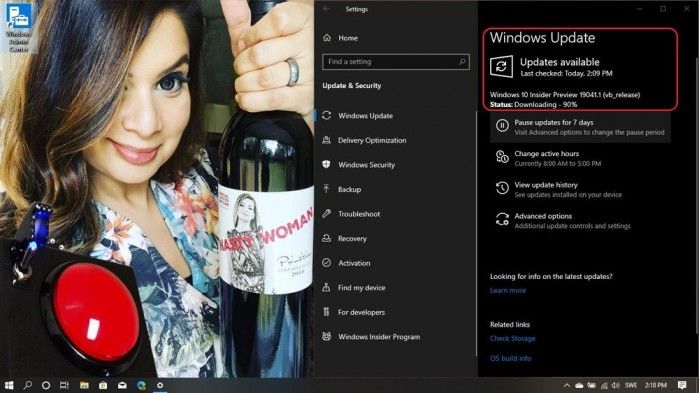 Windows
Admin
Center
NASTY WOMAN
Settings
Home
Find a setting
Update & Security
Windows Update
Delivery Optimization
Windows Security
Backup
Troubleshoot
Recovery
Activation
Find my device
For developers
Windows Insider Program
Windows Update
Updates available
Last checked: Today, 2:09 PM
Windows 10 Insider Preview 19041.1 (vb_release)
Status: Downloading - 90%
Pause updates for 7 days
Visit Advanced options to change the pause period
Change active hours
Currently 8:00 AM to 5:00 PM
View update history
See updates installed on your device
Advanced options
Additional update controls and settings
Looking for info on the latest updates?
Learn more
Related links
Check Storage
OS build info
SWE
2:18 PM